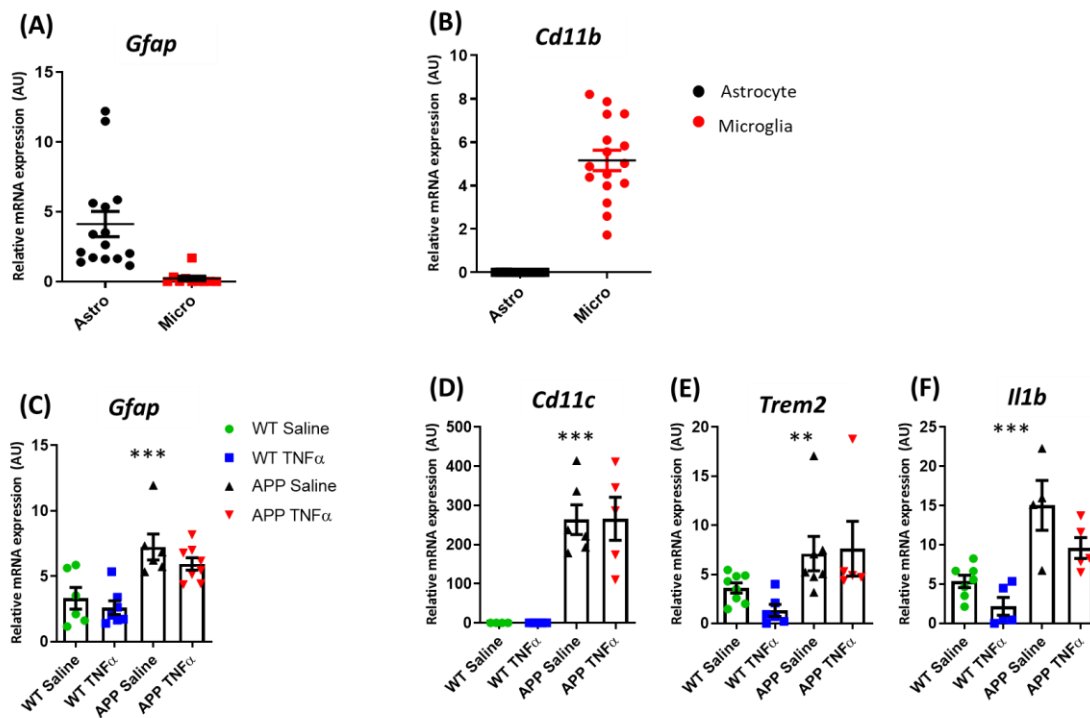 (A)
Gfap
Relative mRNA expression (AU)
15
10
5
0
Astro
Micro
(B)
Cd11b
Relative mRNA expression (AU)
10
8
6
4
2
0
Astro
Micro
Astrocyte
Microglia
(C)
Gfap
Relative mRNA expression (AU)
15
10
5
0
***
WT Saline
WT TNFα
APP Saline
APP TNFα
WT Saline
WT TNFα
APP Saline
APP TNFα
(D)
Cd11c
Relative mRNA expression (AU)
500
400
300
200
100
0
***
WT Saline
WT TNFα
APP Saline
APP TNFα
(E)
Trem2
Relative mRNA expression (AU)
20
15
10
5
0
**
WT Saline
WT TNFα
APP Saline
APP TNFα
(F)
Il1b
Relative mRNA expression (AU)
25
20
15
10
5
0
***
WT Saline
WT TNFα
APP Saline
APP TNFα